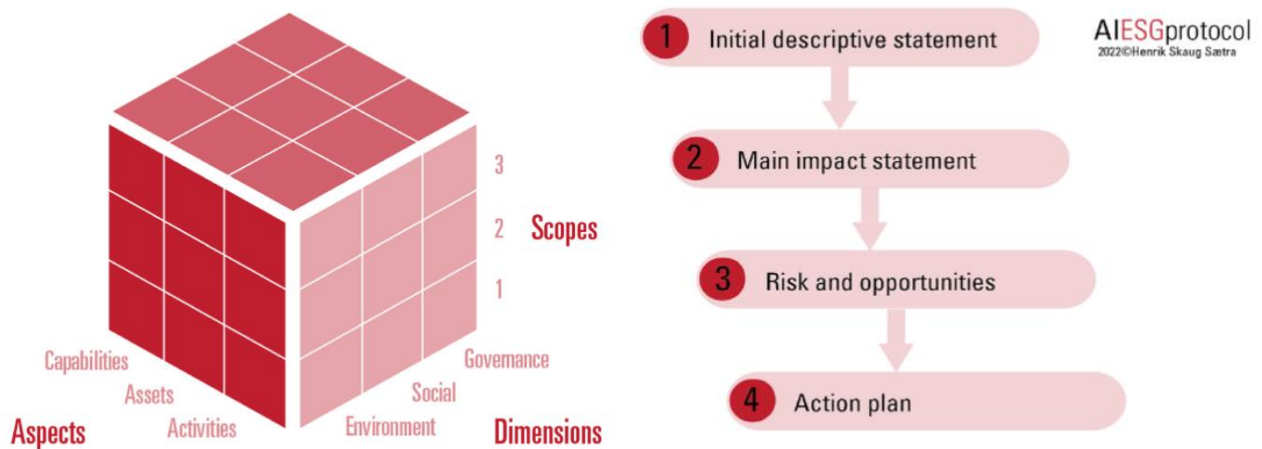 3
2
Scopes
1
Capabilities
Assets
Activities
Aspects
Governance
Social
Environment
Dimensions
1 Initial descriptive statement
2 Main impact statement
3 Risk and opportunities
4 Action plan
AIESGprotocol
2022©Henrik Skaug Sætra